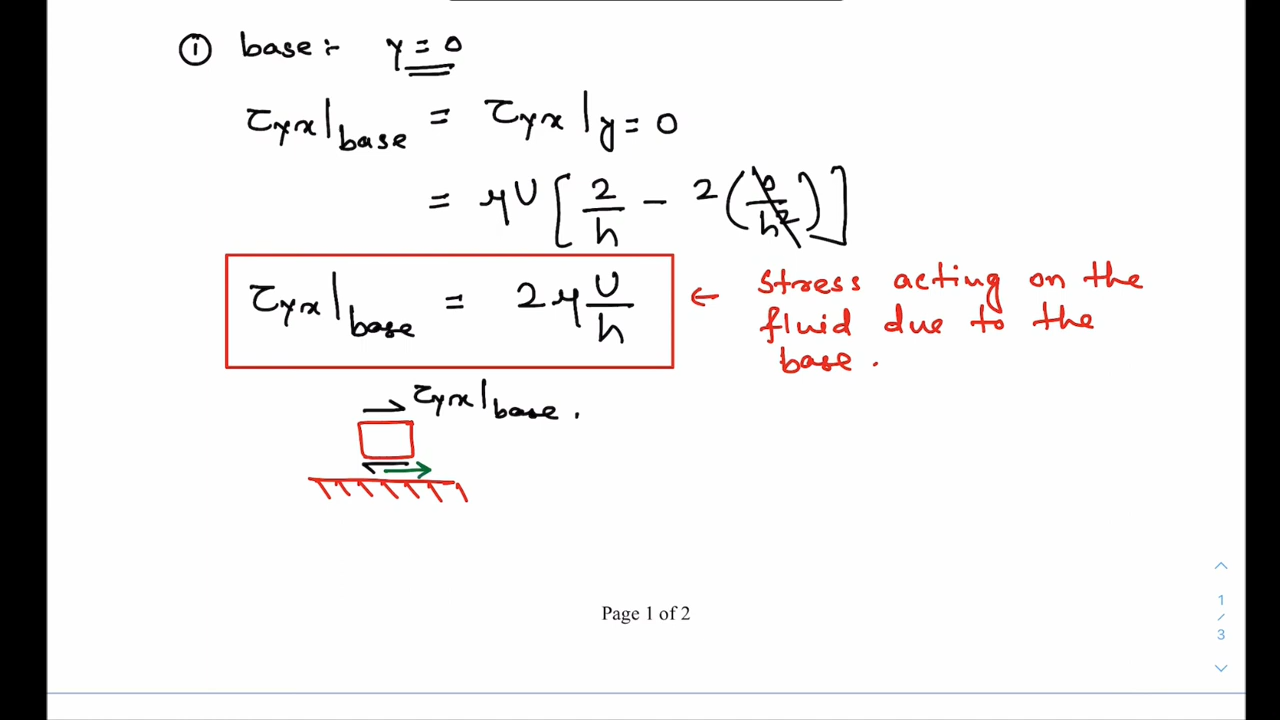 ① base :- y = 0
τyx|base = τyx|y = 0
= μU [ 2/h - 2 ( 0/h² ) ]
τyx|base = 2μ U/h ← Stress acting on the
fluid due to the
base .
τyx|base .
Page 1 of 2
1
/
3